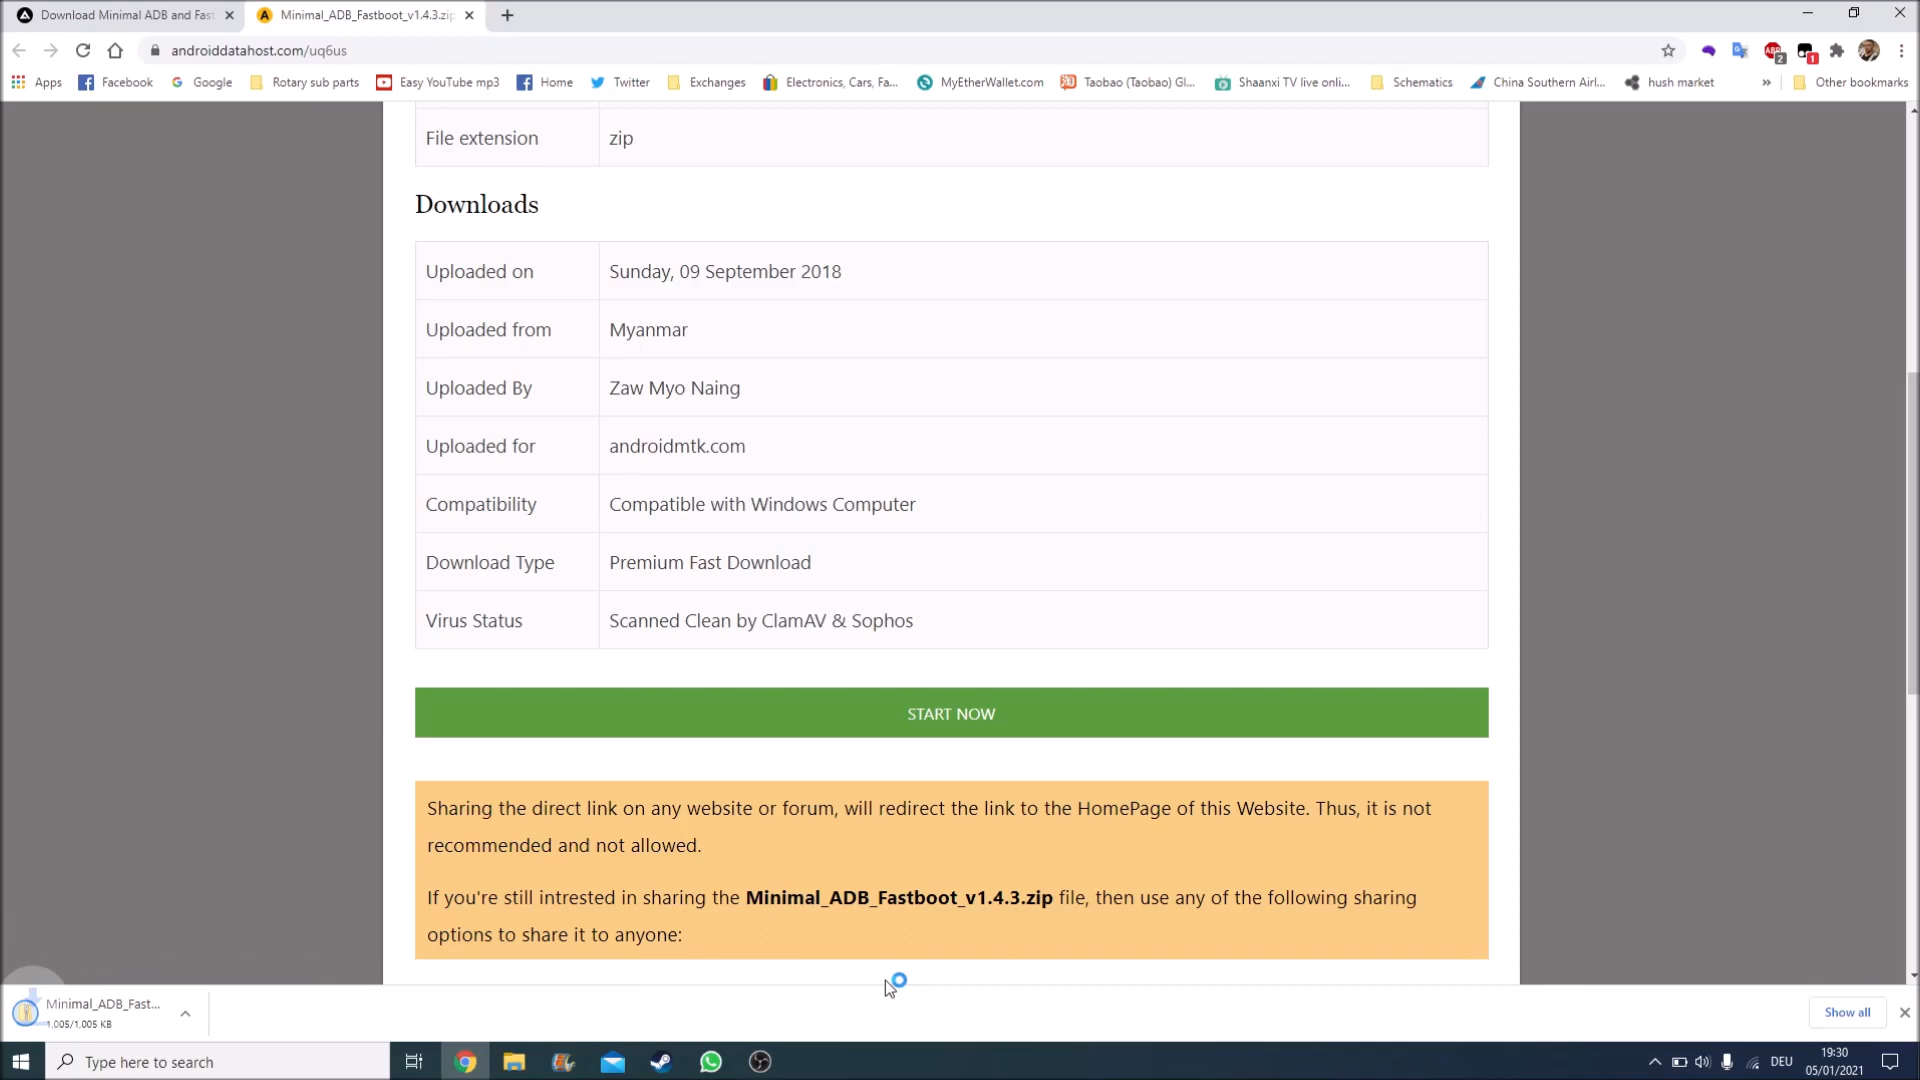 Download Minimal ADB and Fast
Minimal_ADB_Fastboot_v1.4.3.zip
androiddatahost.com/uq6us
ABP
2
1
Apps
Facebook
Google
Rotary sub parts
Easy YouTube mp3
Home
Twitter
Exchanges
Electronics, Cars, Fa...
MyEtherWallet.com
Taobao (Taobao) Gl...
Shaanxi TV live onli...
Schematics
China Southern Airl...
hush market
»
Other bookmarks
File extension
zip
Downloads
Uploaded on
Sunday, 09 September 2018
Uploaded from
Myanmar
Uploaded By
Zaw Myo Naing
Uploaded for
androidmtk.com
Compatibility
Compatible with Windows Computer
Download Type
Premium Fast Download
Virus Status
Scanned Clean by ClamAV & Sophos
START NOW
Sharing the direct link on any website or forum, will redirect the link to the HomePage of this Website. Thus, it is not
recommended and not allowed.
If you're still intrested in sharing the Minimal_ADB_Fastboot_v1.4.3.zip file, then use any of the following sharing
options to share it to anyone:
Minimal_ADB_Fast...
1,005/1,005 KB
Show all
Type here to search
DEU
19:30
05/01/2021